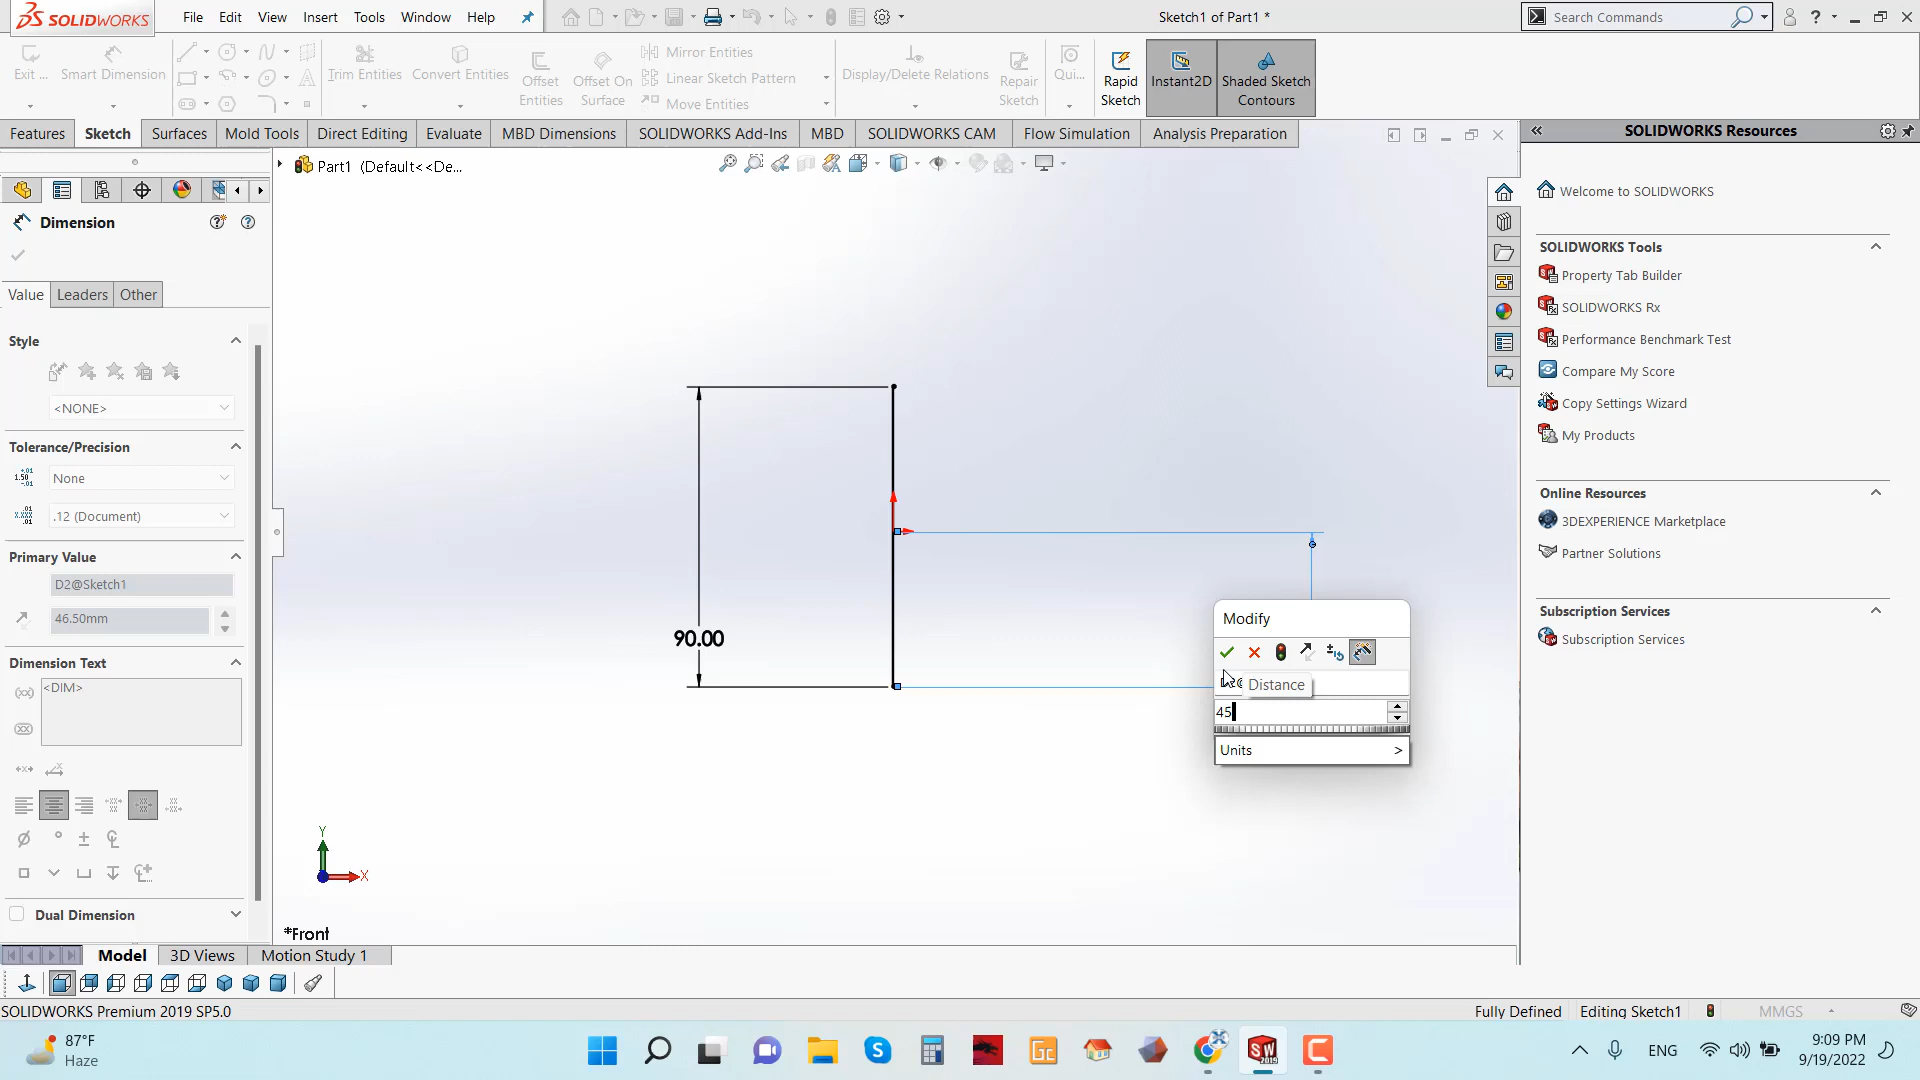 SOLIDWORKS
File Edit View Insert Tools Window Help
Sketch1 of Part1 *
Search Commands
Exit ...
Smart Dimension
Trim Entities
Convert Entities
Offset Entities
Offset On Surface
Mirror Entities
Linear Sketch Pattern
Move Entities
Display/Delete Relations
Repair Sketch
Qui...
Rapid Sketch
Instant2D
Shaded Sketch Contours
Features Sketch Surfaces Mold Tools Direct Editing Evaluate MBD Dimensions SOLIDWORKS Add-Ins MBD SOLIDWORKS CAM Flow Simulation Analysis Preparation
Part1 (Default<<De...
Dimension
Value Leaders Other
Style
<NONE>
Tolerance/Precision
None
.12 (Document)
Primary Value
D2@Sketch1
46.50mm
Dimension Text
<DIM>
Dual Dimension
90.00
Modify
Distance
45
Units >
Y
X
*Front
SOLIDWORKS Resources
Welcome to SOLIDWORKS
SOLIDWORKS Tools
Property Tab Builder
SOLIDWORKS Rx
Performance Benchmark Test
Compare My Score
Copy Settings Wizard
My Products
Online Resources
3DEXPERIENCE Marketplace
Partner Solutions
Subscription Services
Subscription Services
Model 3D Views Motion Study 1
SOLIDWORKS Premium 2019 SP5.0
Fully Defined Editing Sketch1 MMGS
87°F
Haze
ENG
9:09 PM
9/19/2022